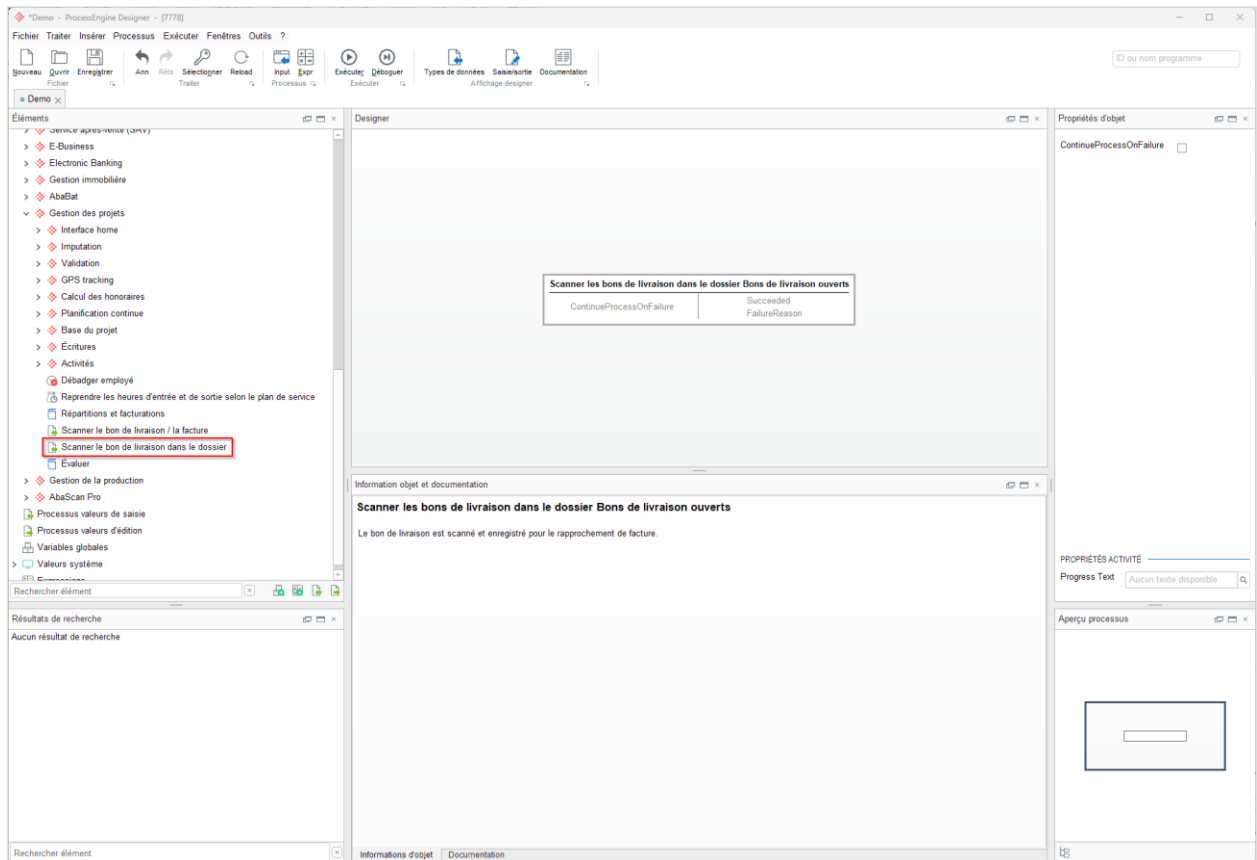 *Demo - ProcessEngine Designer - [7778]
Fichier Traiter Insérer Processus Exécuter Fenêtres Outils ?
Nouveau Ouvrir Enregistrer Ann Réta Sélectionner Reload Input Expr Exécuter Déboguer Types de données Saisie/sortie Documentation
Fichier Traiter Processus Exécuter Affichage designer
ID ou nom programme
Demo
Éléments
Service après-vente (SAV)
E-Business
Electronic Banking
Gestion immobilière
AbaBat
Gestion des projets
Interface home
Imputation
Validation
GPS tracking
Calcul des honoraires
Planification continue
Base du projet
Écritures
Activités
Débadger employé
Reprendre les heures d'entrée et de sortie selon le plan de service
Répartitions et facturations
Scanner le bon de livraison / la facture
Scanner le bon de livraison dans le dossier
Évaluer
Gestion de la production
AbaScan Pro
Processus valeurs de saisie
Processus valeurs d'édition
Variables globales
Valeurs système
Expressions
Rechercher élément
Résultats de recherche
Aucun résultat de recherche
Rechercher élément
Designer
Scanner les bons de livraison dans le dossier Bons de livraison ouverts
ContinueProcessOnFailure
Succeeded
FailureReason
Information objet et documentation
Scanner les bons de livraison dans le dossier Bons de livraison ouverts
Le bon de livraison est scanné et enregistré pour le rapprochement de facture.
Informations d'objet Documentation
Propriétés d'objet
ContinueProcessOnFailure
PROPRIÉTÉS ACTIVITÉ
Progress Text Aucun texte disponible
Aperçu processus